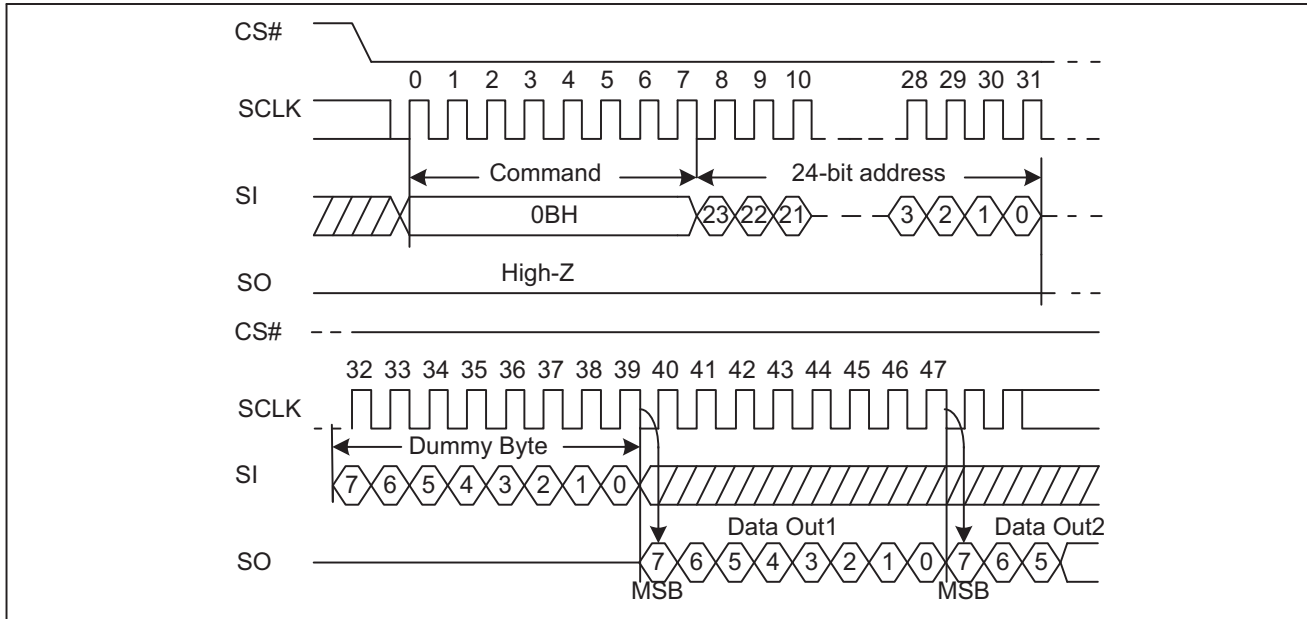 CS#
0 1 2 3 4 5 6 7 8 9 10 28 29 30 31
SCLK
Command 24-bit address
SI
0BH 23 22 21 3 2 1 0
High-Z
SO
CS#
32 33 34 35 36 37 38 39 40 41 42 43 44 45 46 47
SCLK
Dummy Byte
SI
7 6 5 4 3 2 1 0
Data Out1 Data Out2
SO
7 6 5 4 3 2 1 0 7 6 5
MSB MSB